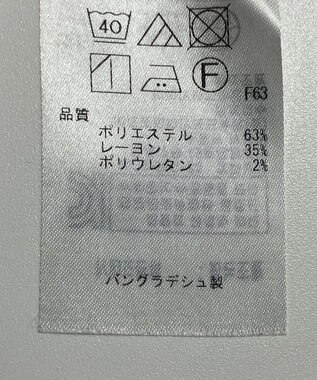 40
F
F63
品質
ポリエステル 63%
レーヨン 35%
ポリウレタン 2%
バングラデシュ製